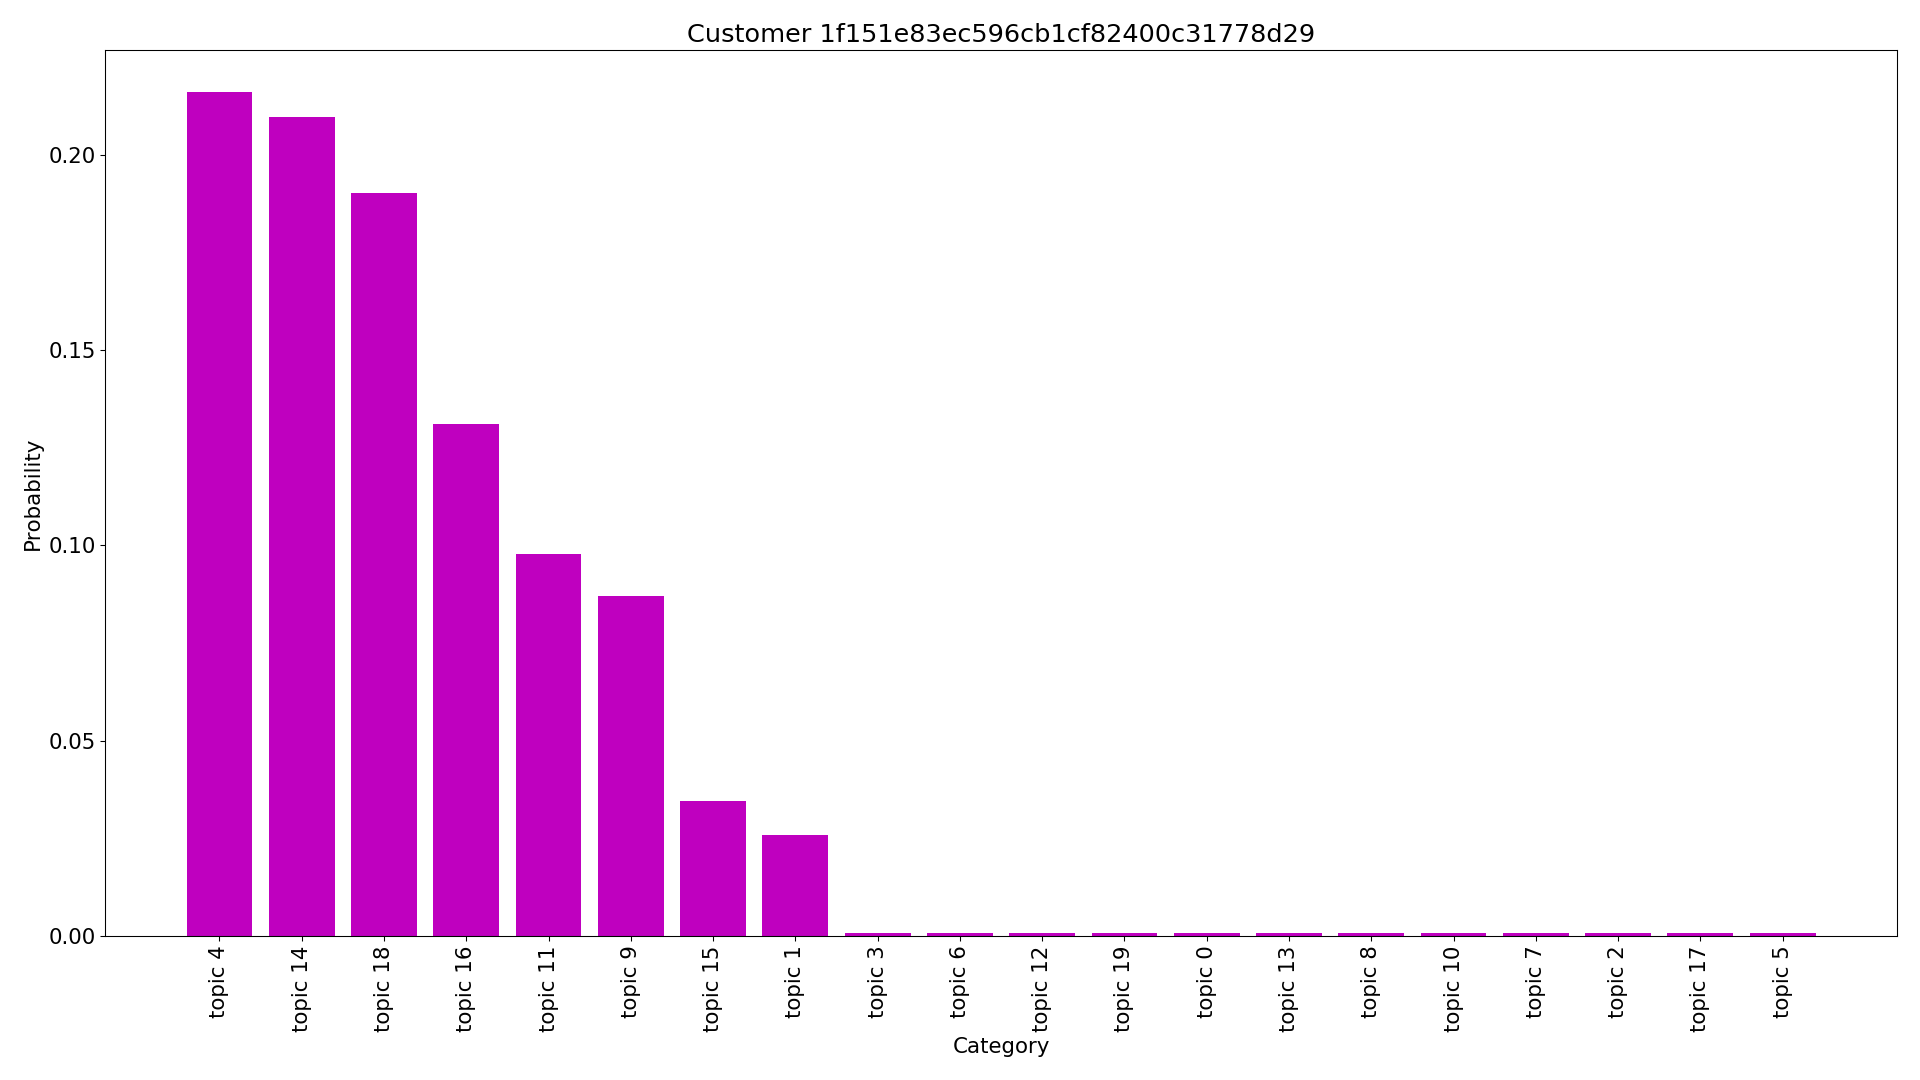 Customer 1f151e83ec596cb1cf82400c31778d29
Probability
0.20
0.15
0.10
0.05
0.00
topic 4
topic 14
topic 18
topic 16
topic 11
topic 9
topic 15
topic 1
topic 3
topic 6
topic 12
topic 19
topic 0
topic 13
topic 8
topic 10
topic 7
topic 2
topic 17
topic 5
Category